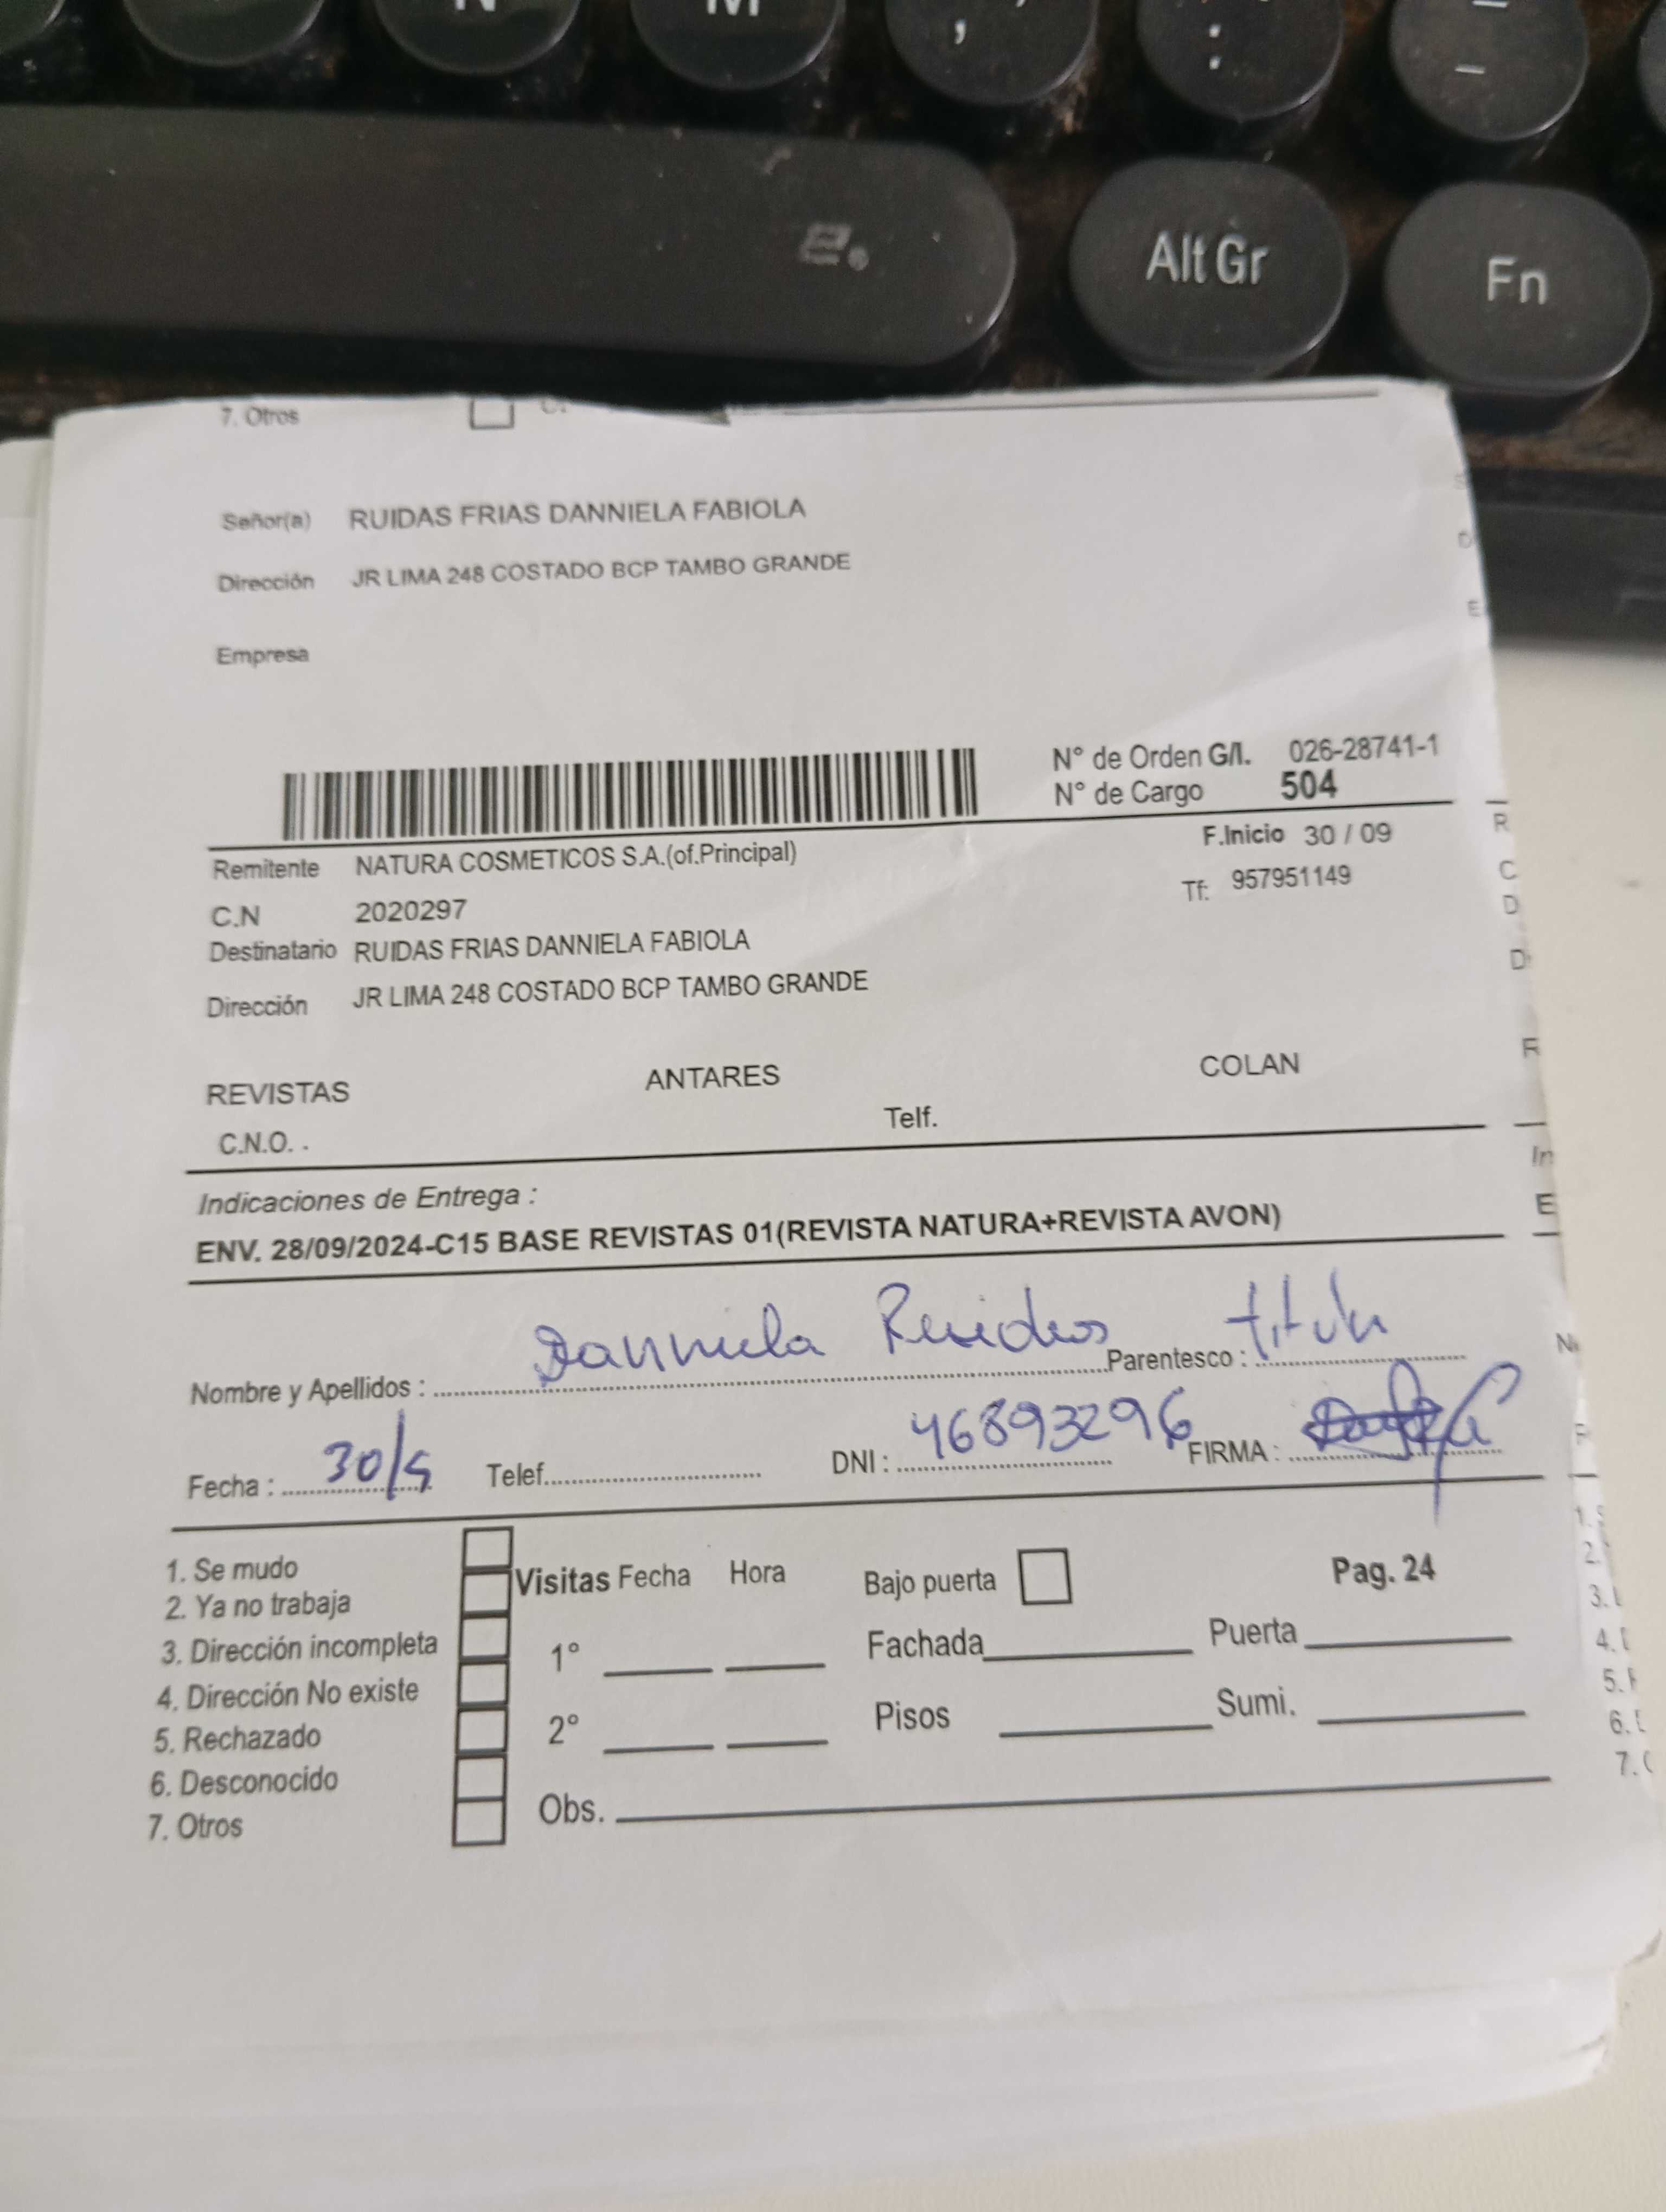 N M , ;
Alt Gr Fn
7. Otros
Señor(a) RUIDAS FRIAS DANNIELA FABIOLA
Dirección JR LIMA 248 COSTADO BCP TAMBO GRANDE
Empresa
N° de Orden G/I. 026-28741-1
N° de Cargo 504
F.Inicio 30 / 09
Remitente NATURA COSMETICOS S.A.(of.Principal)
Tf: 957951149
C.N 2020297
Destinatario RUIDAS FRIAS DANNIELA FABIOLA
Dirección JR LIMA 248 COSTADO BCP TAMBO GRANDE
REVISTAS ANTARES COLAN
C.N.O. . Telf.
Indicaciones de Entrega :
ENV. 28/09/2024-C15 BASE REVISTAS 01(REVISTA NATURA+REVISTA AVON)
Nombre y Apellidos : Danniela Ruidas Parentesco :
Fecha : 30/9 Telef. DNI : 46893296 FIRMA :
1. Se mudo
2. Ya no trabaja
3. Dirección incompleta
4. Dirección No existe
5. Rechazado
6. Desconocido
7. Otros
Visitas Fecha Hora Bajo puerta Pag. 24
1° Fachada Puerta
2° Pisos Sumi.
Obs.